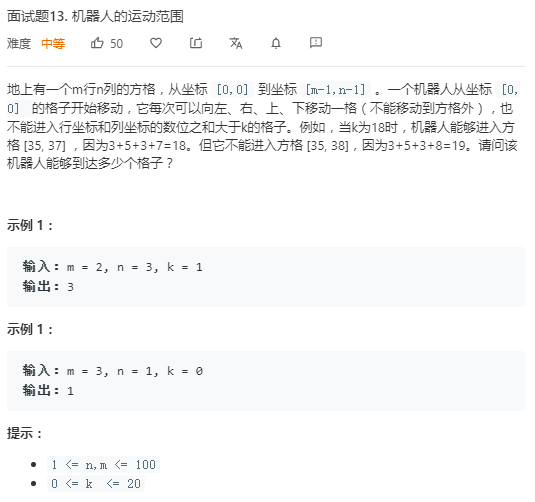 面试题13. 机器人的运动范围
难度 中等 50
地上有一个m行n列的方格，从坐标 [0,0] 到坐标 [m-1,n-1] 。一个机器人从坐标 [0,
0] 的格子开始移动，它每次可以向左、右、上、下移动一格（不能移动到方格外），也
不能进入行坐标和列坐标的数位之和大于k的格子。例如，当k为18时，机器人能够进入方
格 [35, 37] ，因为3+5+3+7=18。但它不能进入方格 [35, 38]，因为3+5+3+8=19。请问该
机器人能够到达多少个格子？
示例 1：
输入：m = 2, n = 3, k = 1
输出：3
示例 1：
输入：m = 3, n = 1, k = 0
输出：1
提示：
1 <= n,m <= 100
0 <= k <= 20